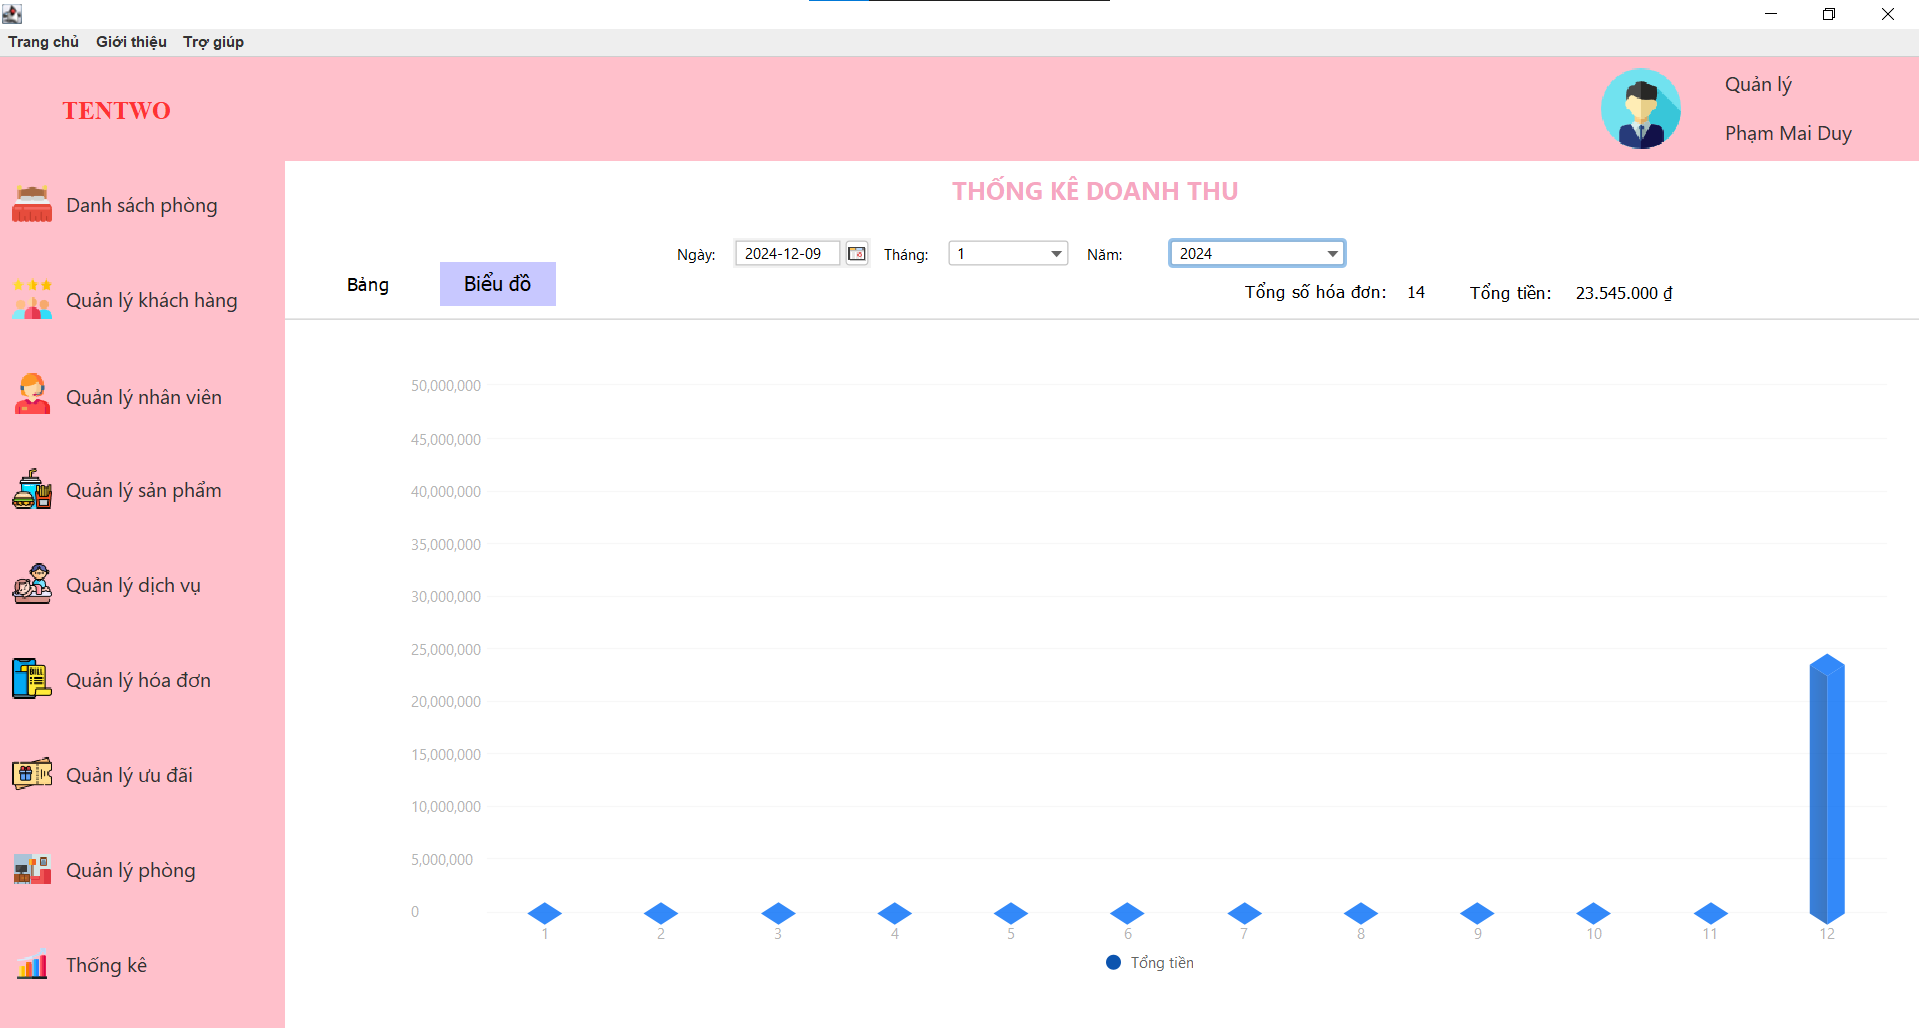 Trang chủ Giới thiệu Trợ giúp
TENTWO
Quản lý
Phạm Mai Duy
Danh sách phòng
Quản lý khách hàng
Quản lý nhân viên
Quản lý sản phẩm
Quản lý dịch vụ
Quản lý hóa đơn
Quản lý ưu đãi
Quản lý phòng
Thống kê
THỐNG KÊ DOANH THU
Ngày: 2024-12-09 Tháng: 1 Năm: 2024
Bảng Biểu đồ
Tổng số hóa đơn: 14 Tổng tiền: 23.545.000 ₫
50,000,000
45,000,000
40,000,000
35,000,000
30,000,000
25,000,000
20,000,000
15,000,000
10,000,000
5,000,000
0
1 2 3 4 5 6 7 8 9 10 11 12
Tổng tiền